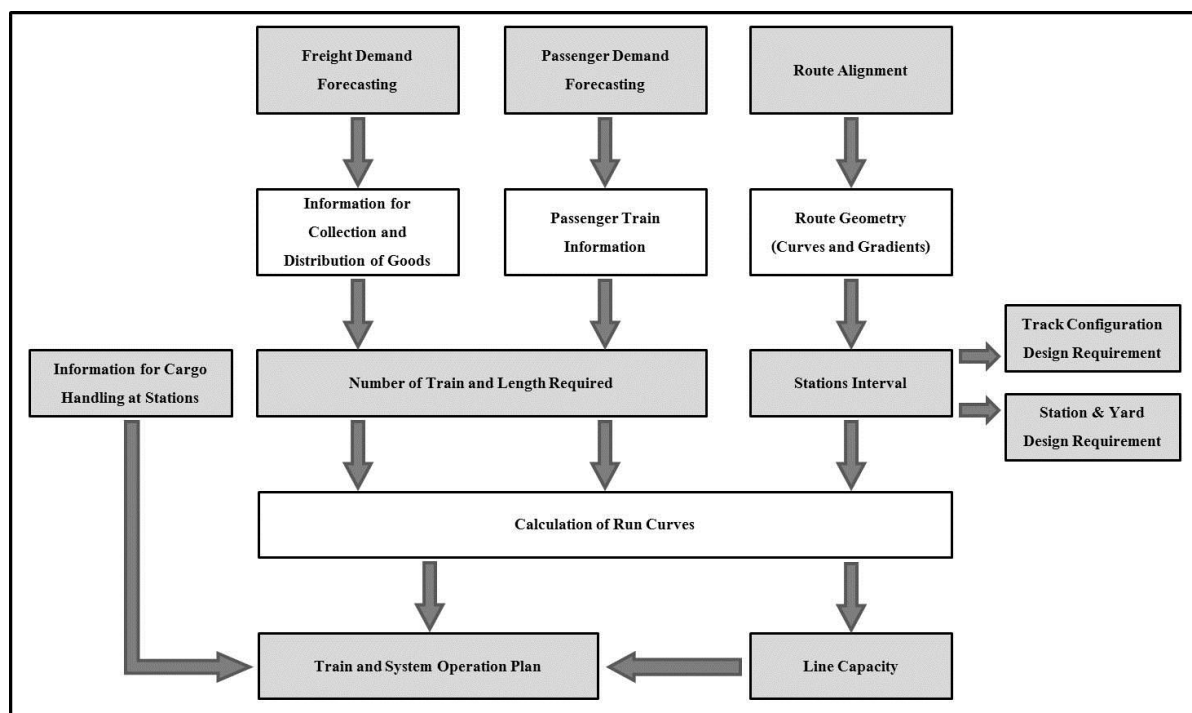 Freight Demand
Forecasting
Passenger Demand
Forecasting
Route Alignment
Information for
Collection and
Distribution of Goods
Passenger Train
Information
Route Geometry
(Curves and Gradients)
Information for Cargo
Handling at Stations
Number of Train and Length Required
Stations Interval
Track Configuration
Design Requirement
Station & Yard
Design Requirement
Calculation of Run Curves
Train and System Operation Plan
Line Capacity